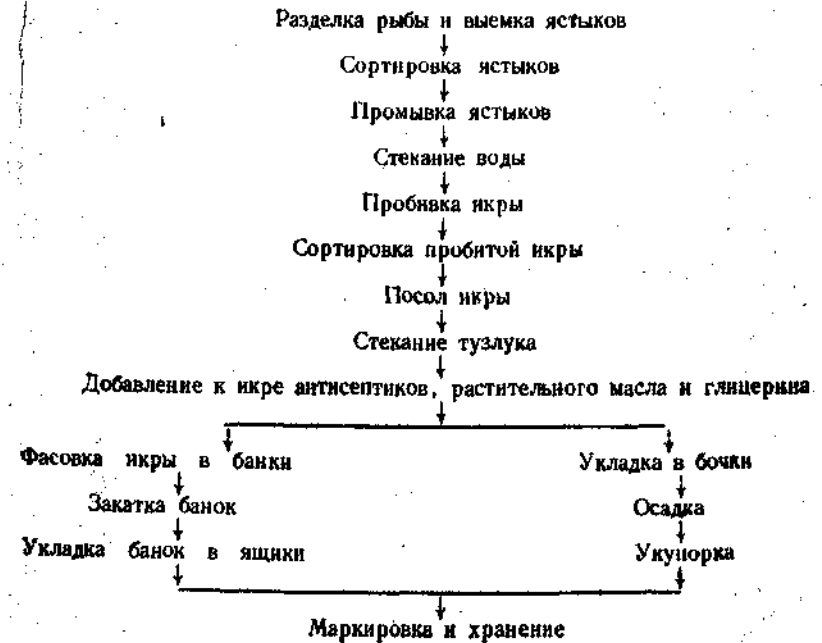 Разделка рыбы и выемка ястыков
Сортировка ястыков
Промывка ястыков
Стекание воды
Пробивка икры
Сортировка пробитой икры
Посол икры
Стекание тузлука
Добавление к икре антисептиков, растительного масла и глицерина
Фасовка икры в банки
Укладка в бочки
Закатка банок
Осадка
Укладка банок в ящики
Укупорка
Маркировка и хранение